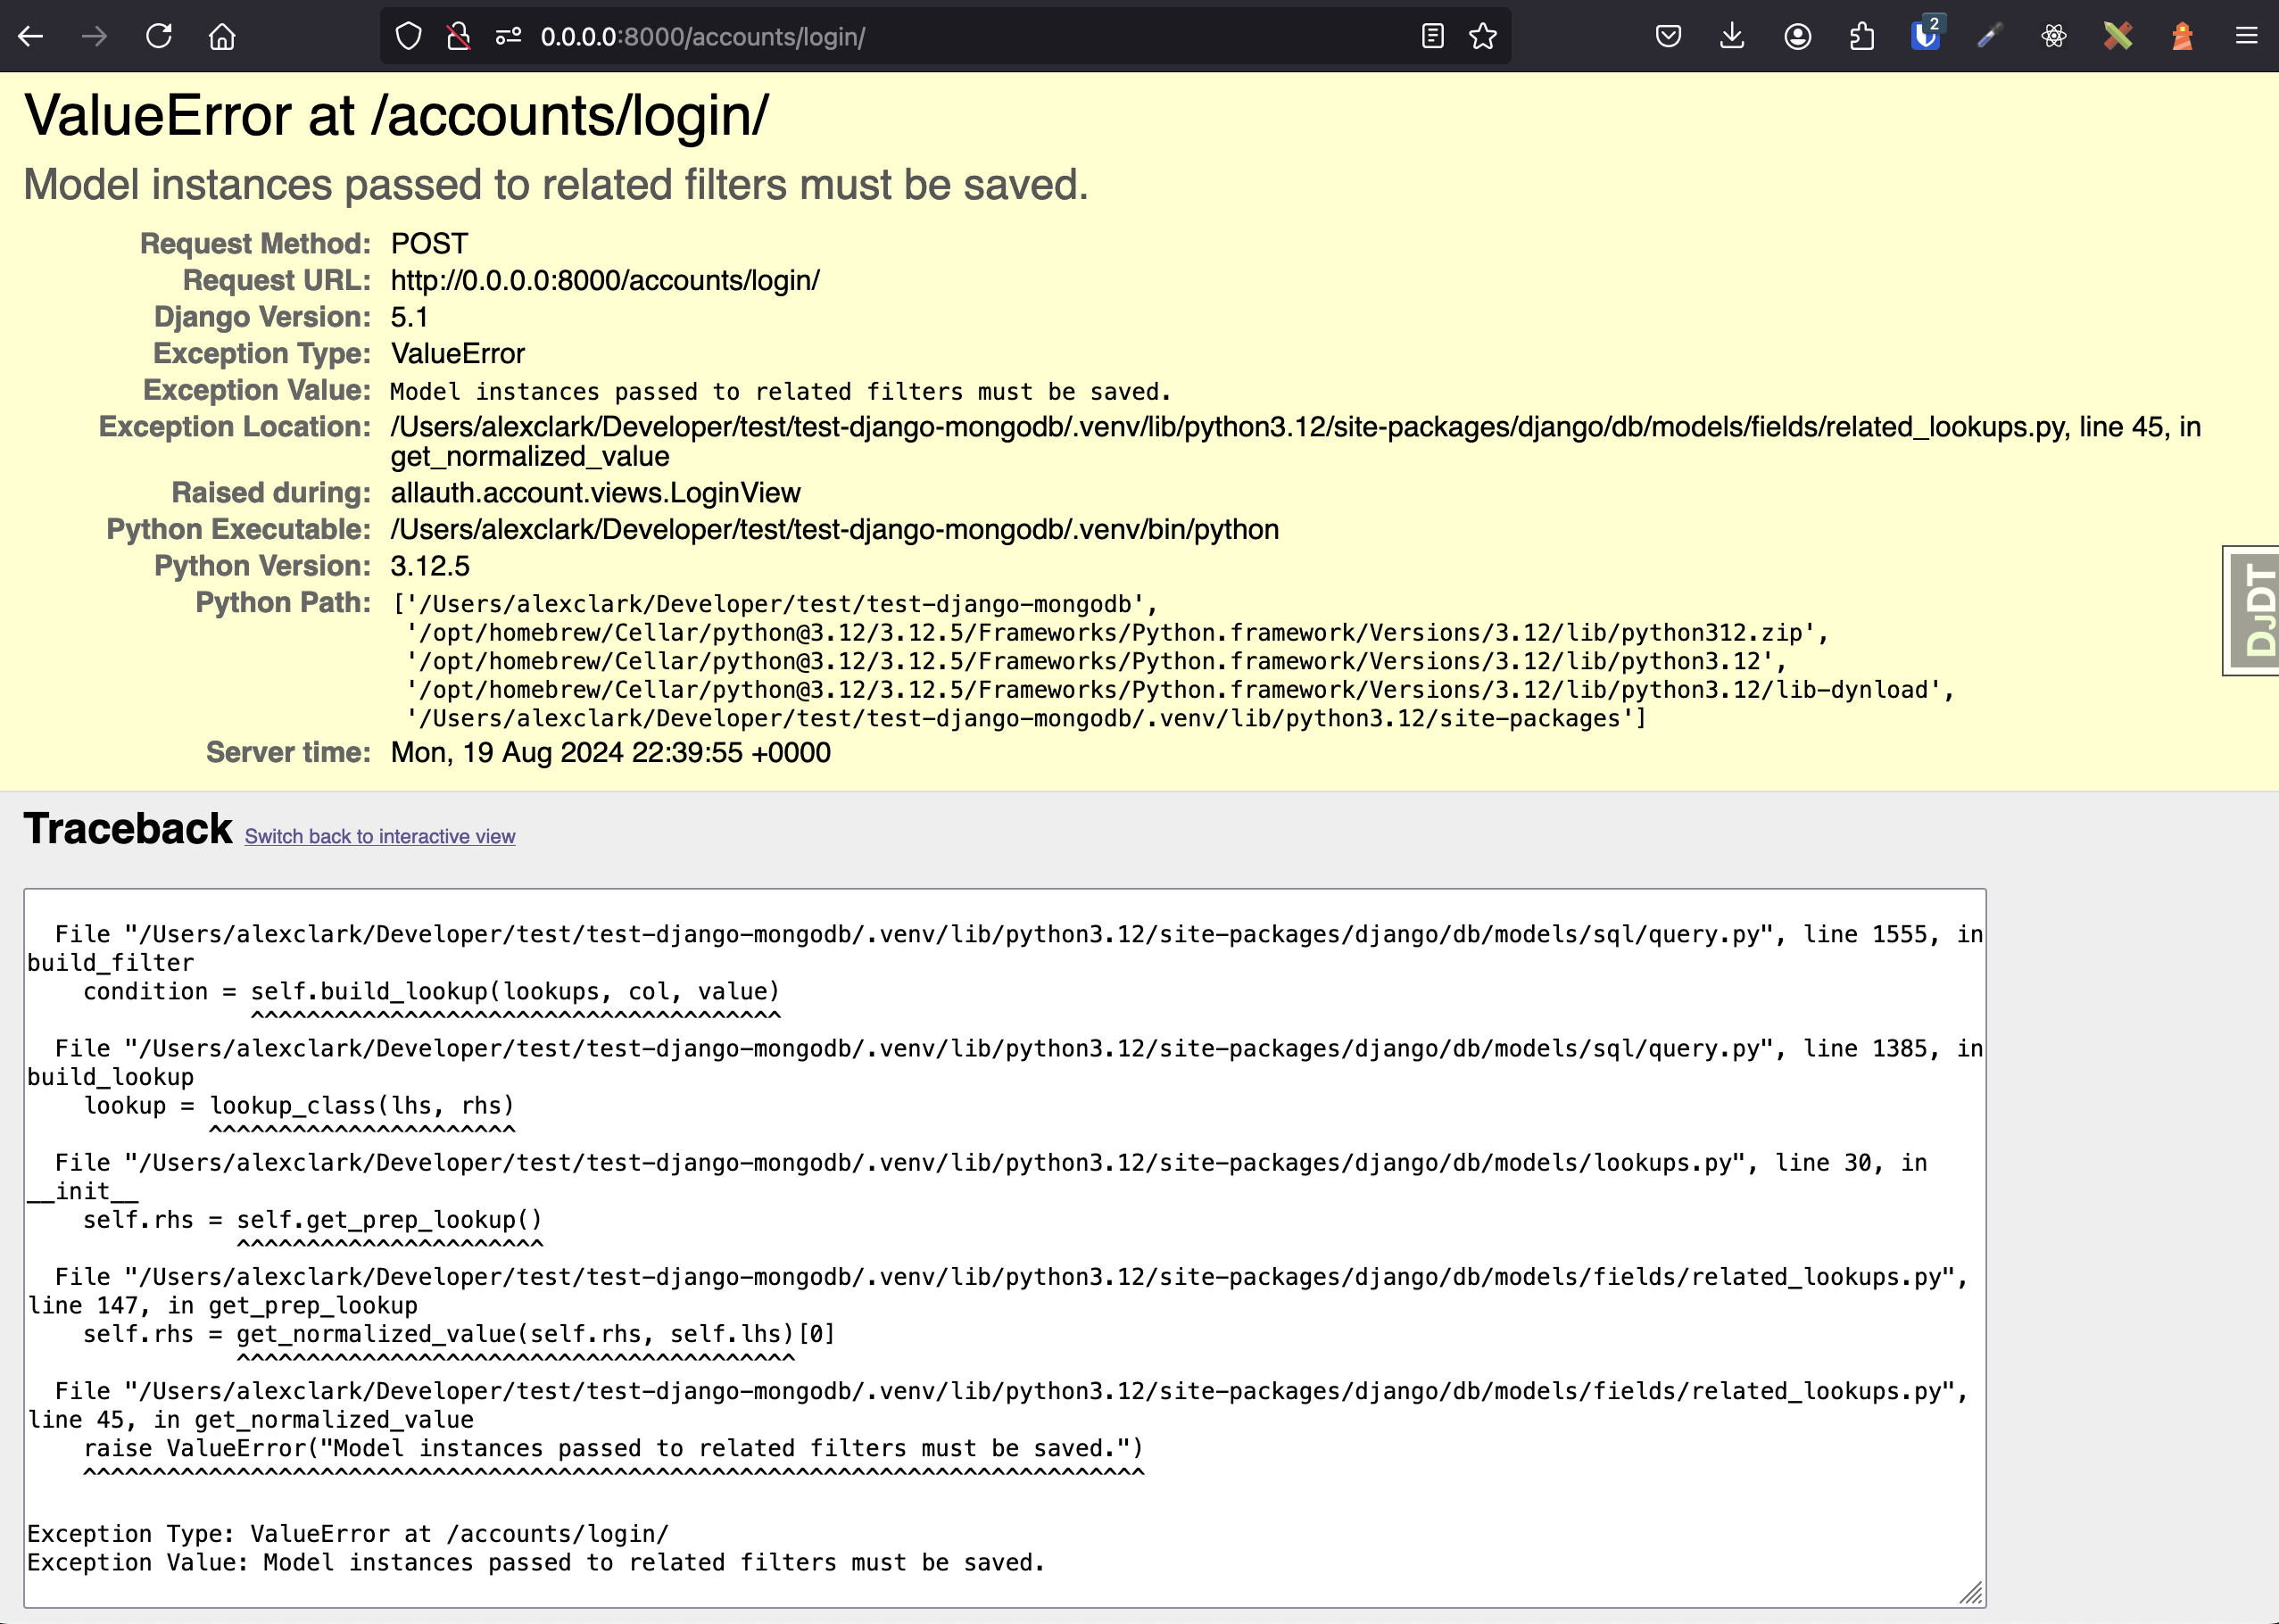 0.0.0.0:8000/accounts/login/
2
ValueError at /accounts/login/
Model instances passed to related filters must be saved.
Request Method: POST
Request URL: http://0.0.0.0:8000/accounts/login/
Django Version: 5.1
Exception Type: ValueError
Exception Value: Model instances passed to related filters must be saved.
Exception Location: /Users/alexclark/Developer/test/test-django-mongodb/.venv/lib/python3.12/site-packages/django/db/models/fields/related_lookups.py, line 45, in
get_normalized_value
Raised during: allauth.account.views.LoginView
Python Executable: /Users/alexclark/Developer/test/test-django-mongodb/.venv/bin/python
Python Version: 3.12.5
Python Path: ['/Users/alexclark/Developer/test/test-django-mongodb',
'/opt/homebrew/Cellar/python@3.12/3.12.5/Frameworks/Python.framework/Versions/3.12/lib/python312.zip',
'/opt/homebrew/Cellar/python@3.12/3.12.5/Frameworks/Python.framework/Versions/3.12/lib/python3.12',
'/opt/homebrew/Cellar/python@3.12/3.12.5/Frameworks/Python.framework/Versions/3.12/lib/python3.12/lib-dynload',
'/Users/alexclark/Developer/test/test-django-mongodb/.venv/lib/python3.12/site-packages']
Server time: Mon, 19 Aug 2024 22:39:55 +0000
DJDT
Traceback Switch back to interactive view
File "/Users/alexclark/Developer/test/test-django-mongodb/.venv/lib/python3.12/site-packages/django/db/models/sql/query.py", line 1555, in
build_filter
condition = self.build_lookup(lookups, col, value)
^^^^^^^^^^^^^^^^^^^^^^^^^^^^^^^^^^^^^^
File "/Users/alexclark/Developer/test/test-django-mongodb/.venv/lib/python3.12/site-packages/django/db/models/sql/query.py", line 1385, in
build_lookup
lookup = lookup_class(lhs, rhs)
^^^^^^^^^^^^^^^^^^^^^^
File "/Users/alexclark/Developer/test/test-django-mongodb/.venv/lib/python3.12/site-packages/django/db/models/lookups.py", line 30, in
__init__
self.rhs = self.get_prep_lookup()
^^^^^^^^^^^^^^^^^^^^^^
File "/Users/alexclark/Developer/test/test-django-mongodb/.venv/lib/python3.12/site-packages/django/db/models/fields/related_lookups.py",
line 147, in get_prep_lookup
self.rhs = get_normalized_value(self.rhs, self.lhs)[0]
^^^^^^^^^^^^^^^^^^^^^^^^^^^^^^^^^^^^^^^^
File "/Users/alexclark/Developer/test/test-django-mongodb/.venv/lib/python3.12/site-packages/django/db/models/fields/related_lookups.py",
line 45, in get_normalized_value
raise ValueError("Model instances passed to related filters must be saved.")
^^^^^^^^^^^^^^^^^^^^^^^^^^^^^^^^^^^^^^^^^^^^^^^^^^^^^^^^^^^^^^^^^^^^^^^^^^^^
Exception Type: ValueError at /accounts/login/
Exception Value: Model instances passed to related filters must be saved.